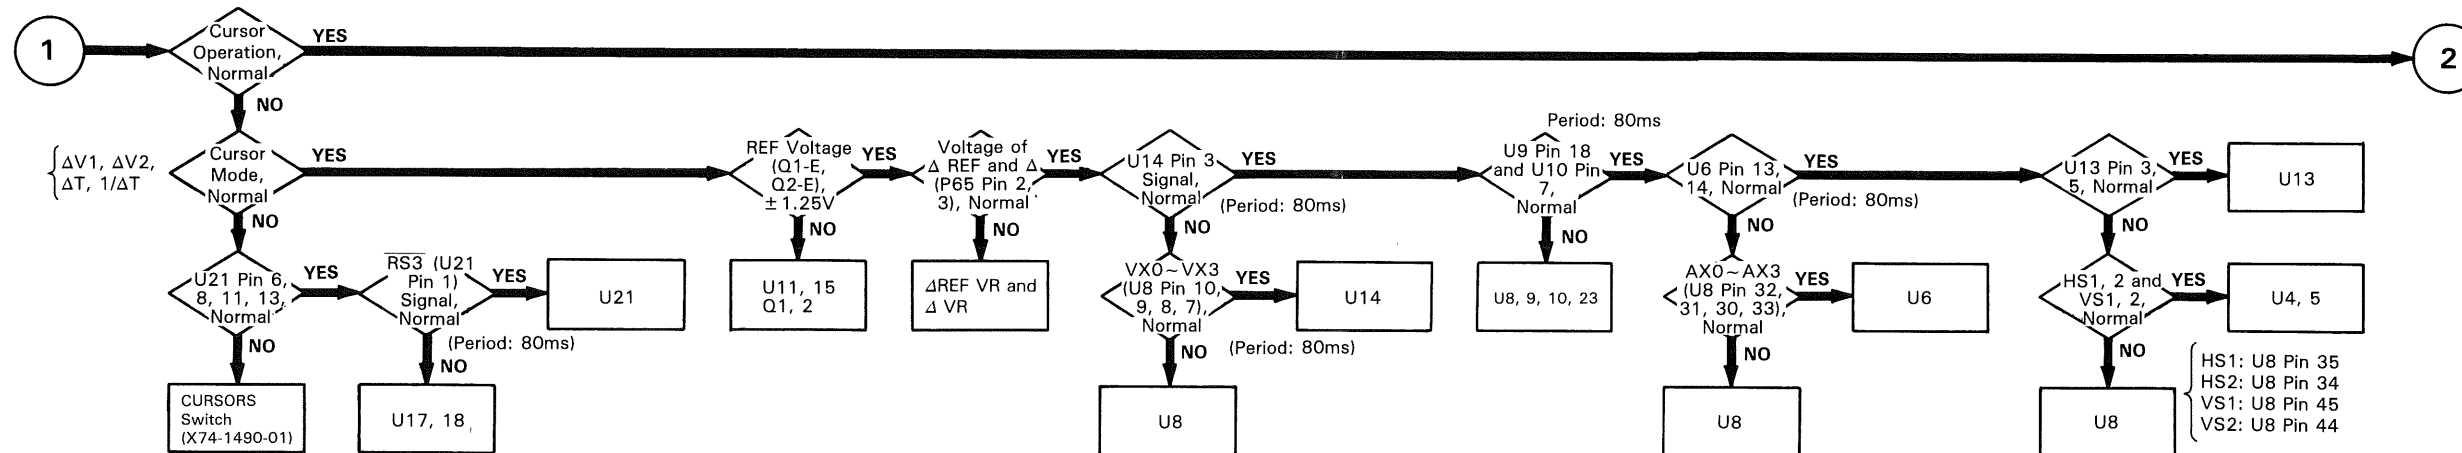 1
Cursor
Operation,
Normal
YES
2
NO
ΔV1, ΔV2,
ΔT, 1/ΔT
Cursor
Mode,
Normal
YES
NO
REF Voltage
(Q1-E,
Q2-E),
±1.25V
YES
NO
Voltage of
Δ REF and Δ
(P65 Pin 2,
3), Normal
YES
NO
U14 Pin 3
Signal,
Normal
YES
(Period: 80ms)
NO
Period: 80ms
U9 Pin 18
and U10 Pin
7,
Normal
YES
NO
U6 Pin 13,
14, Normal
YES
(Period: 80ms)
NO
U13 Pin 3,
5, Normal
YES
NO
U13
U21 Pin 6,
8, 11, 13,
Normal
YES
NO
R̅S̅3̅ (U21
Pin 1)
Signal,
Normal
YES
(Period: 80ms)
NO
U21
U11, 15
Q1, 2
ΔREF VR and
Δ VR
VX0~VX3
(U8 Pin 10,
9, 8, 7),
Normal
YES
(Period: 80ms)
NO
U14
U8, 9, 10, 23
AX0~AX3
(U8 Pin 32,
31, 30, 33),
Normal
YES
NO
U6
HS1, 2 and
VS1, 2,
Normal
YES
NO
U4, 5
CURSORS
Switch
(X74-1490-01)
U17, 18
U8
U8
U8
HS1: U8 Pin 35
HS2: U8 Pin 34
VS1: U8 Pin 45
VS2: U8 Pin 44